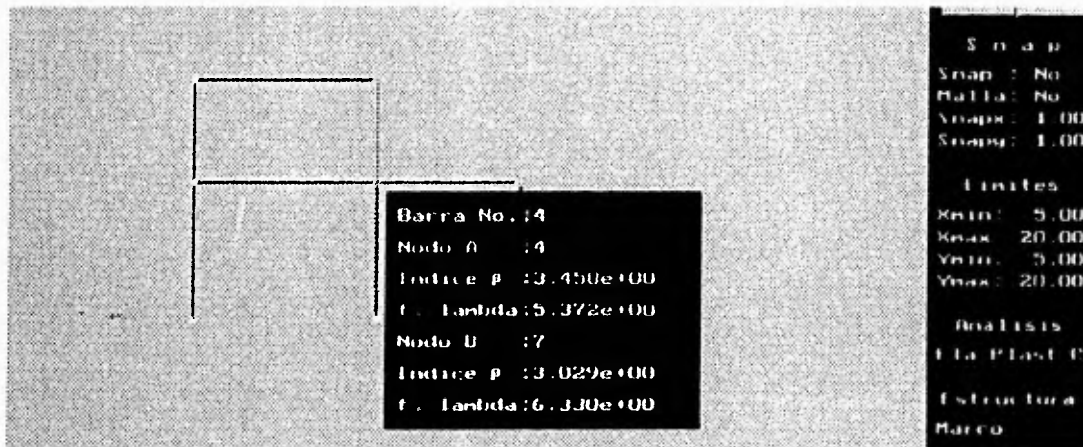 Barra No.:4
Nodo A :4
Indice β :3.450e+00
f. lambda:5.372e+00
Nodo B :7
Indice β :3.029e+00
f. lambda:6.330e+00
S n a p
Snap : No
Malla: No
Snapx: 1.00
Snapy: 1.00
Limites
Xmin: 5.00
Xmax 20.00
Ymin. 5.00
Ymax: 20.00
Analisis
Ela Plast
Estructura
Marco